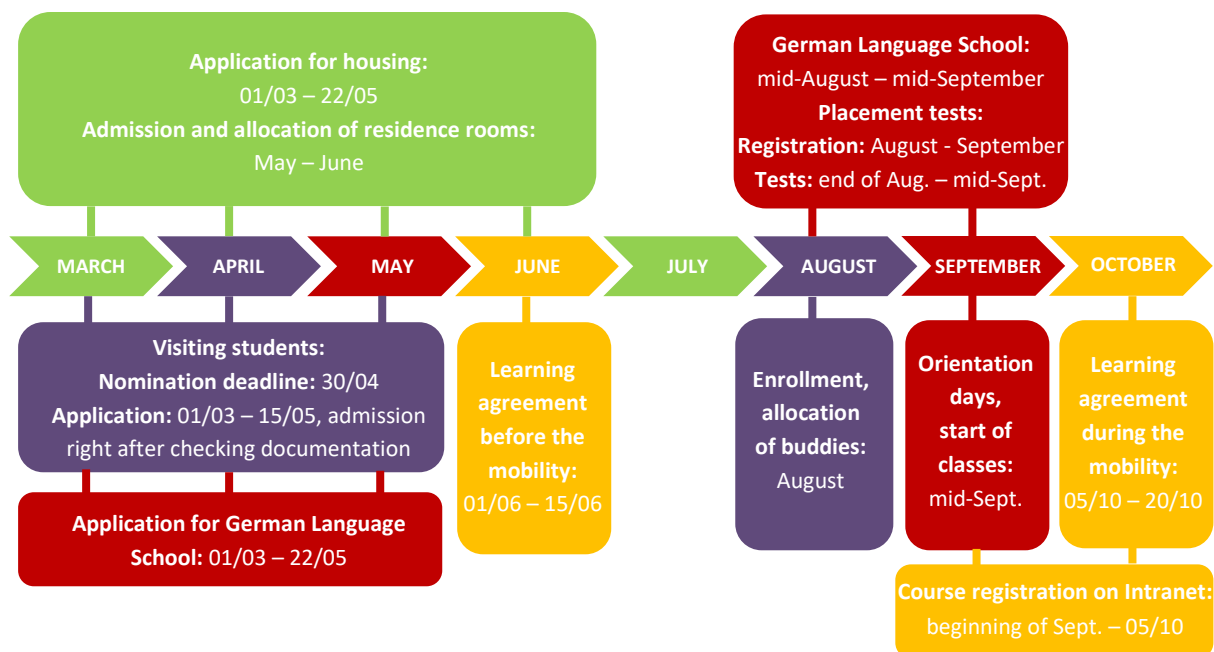 Application for housing:
01/03 – 22/05
Admission and allocation of residence rooms:
May – June
German Language School:
mid-August – mid-September
Placement tests:
Registration: August - September
Tests: end of Aug. – mid-Sept.
MARCH
APRIL
MAY
JUNE
JULY
AUGUST
SEPTEMBER
OCTOBER
Visiting students:
Nomination deadline: 30/04
Application: 01/03 – 15/05, admission
right after checking documentation
Application for German Language
School: 01/03 – 22/05
Learning
agreement
before the
mobility:
01/06 – 15/06
Enrollment,
allocation
of buddies:
August
Orientation
days,
start of
classes:
mid-Sept.
Learning
agreement
during the
mobility:
05/10 – 20/10
Course registration on Intranet:
beginning of Sept. – 05/10